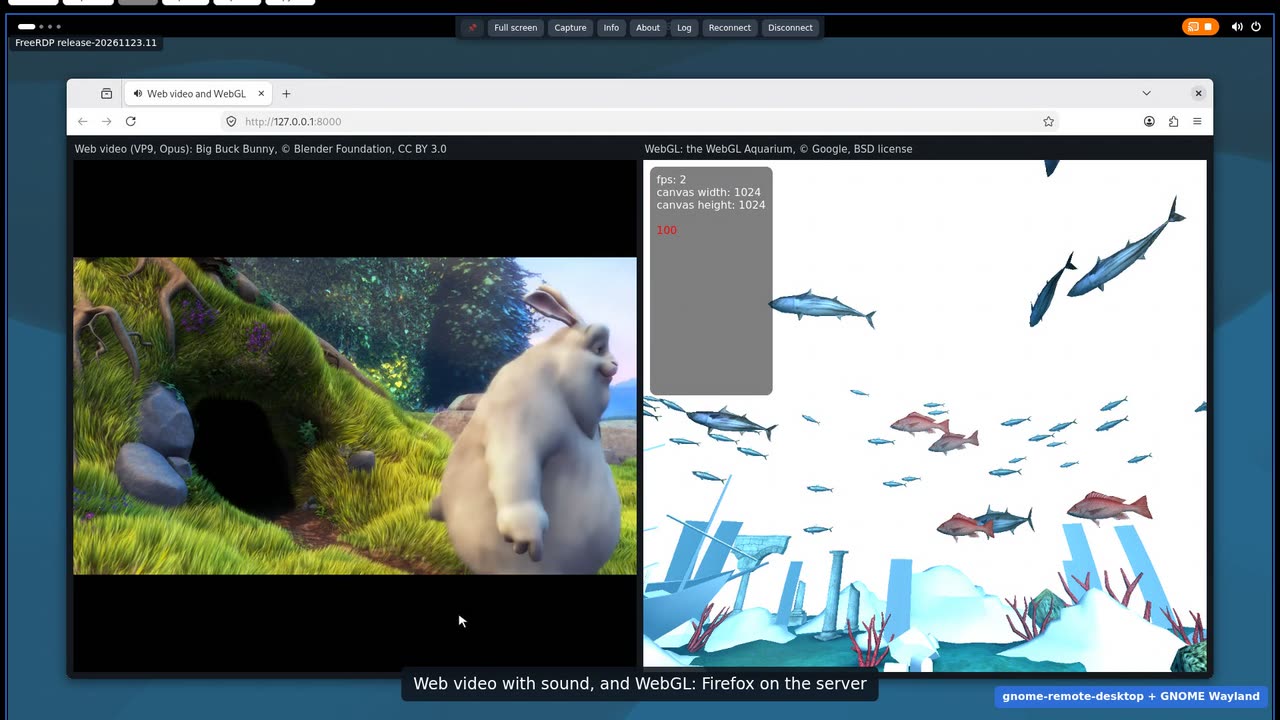 Full screen
Capture
Info
About
Log
Reconnect
Disconnect
FreeRDP release-20261123.11
Web video and WebGL
http://127.0.0.1:8000
Web video (VP9, Opus): Big Buck Bunny, © Blender Foundation, CC BY 3.0
WebGL: the WebGL Aquarium, © Google, BSD license
fps: 2
canvas width: 1024
canvas height: 1024
100
Web video with sound, and WebGL: Firefox on the server
gnome-remote-desktop + GNOME Wayland